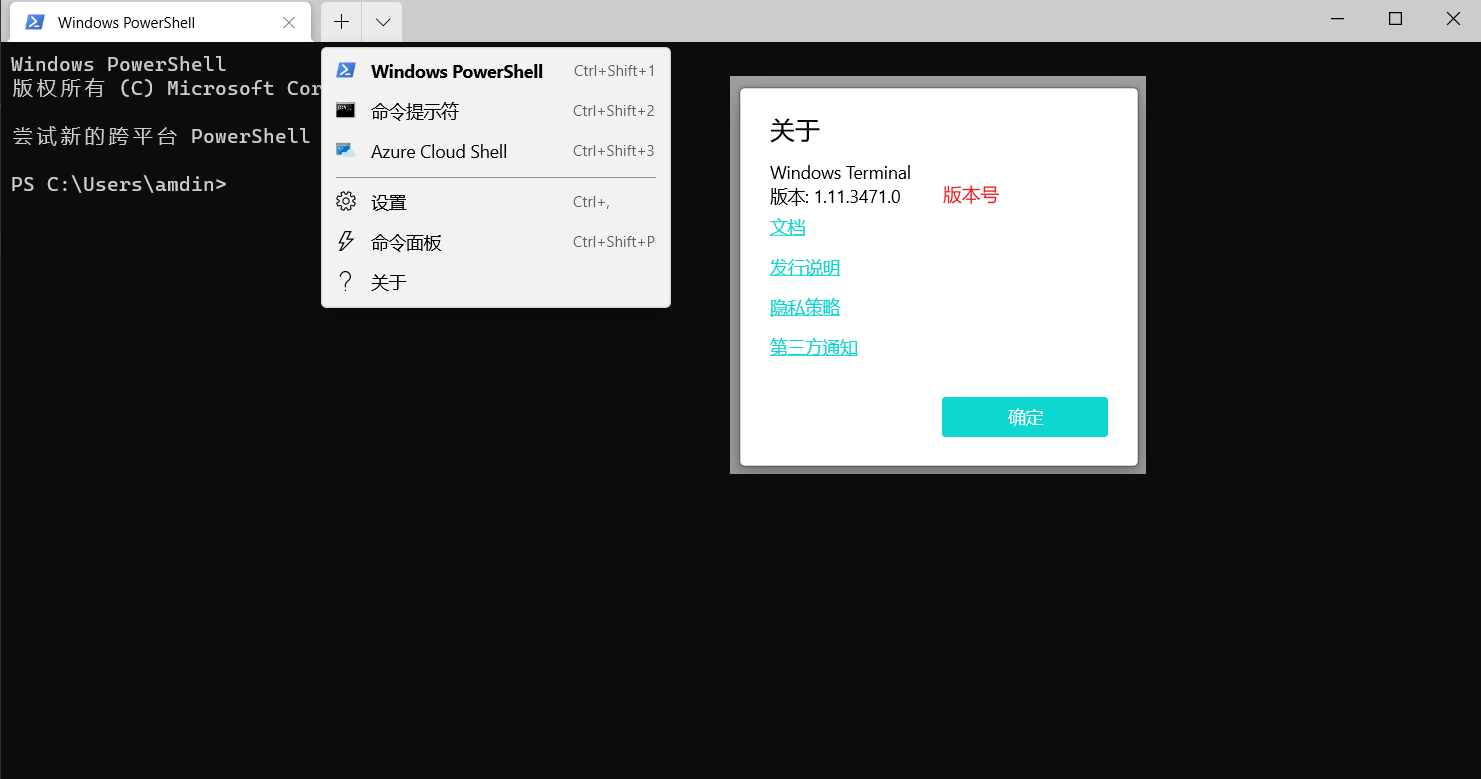 Windows PowerShell
Windows PowerShell
版权所有 (C) Microsoft Cor
尝试新的跨平台 PowerShell
PS C:\Users\amdin>
Windows PowerShell Ctrl+Shift+1
命令提示符 Ctrl+Shift+2
Azure Cloud Shell Ctrl+Shift+3
设置 Ctrl+,
命令面板 Ctrl+Shift+P
关于
关于
Windows Terminal
版本: 1.11.3471.0 版本号
文档
发行说明
隐私策略
第三方通知
确定